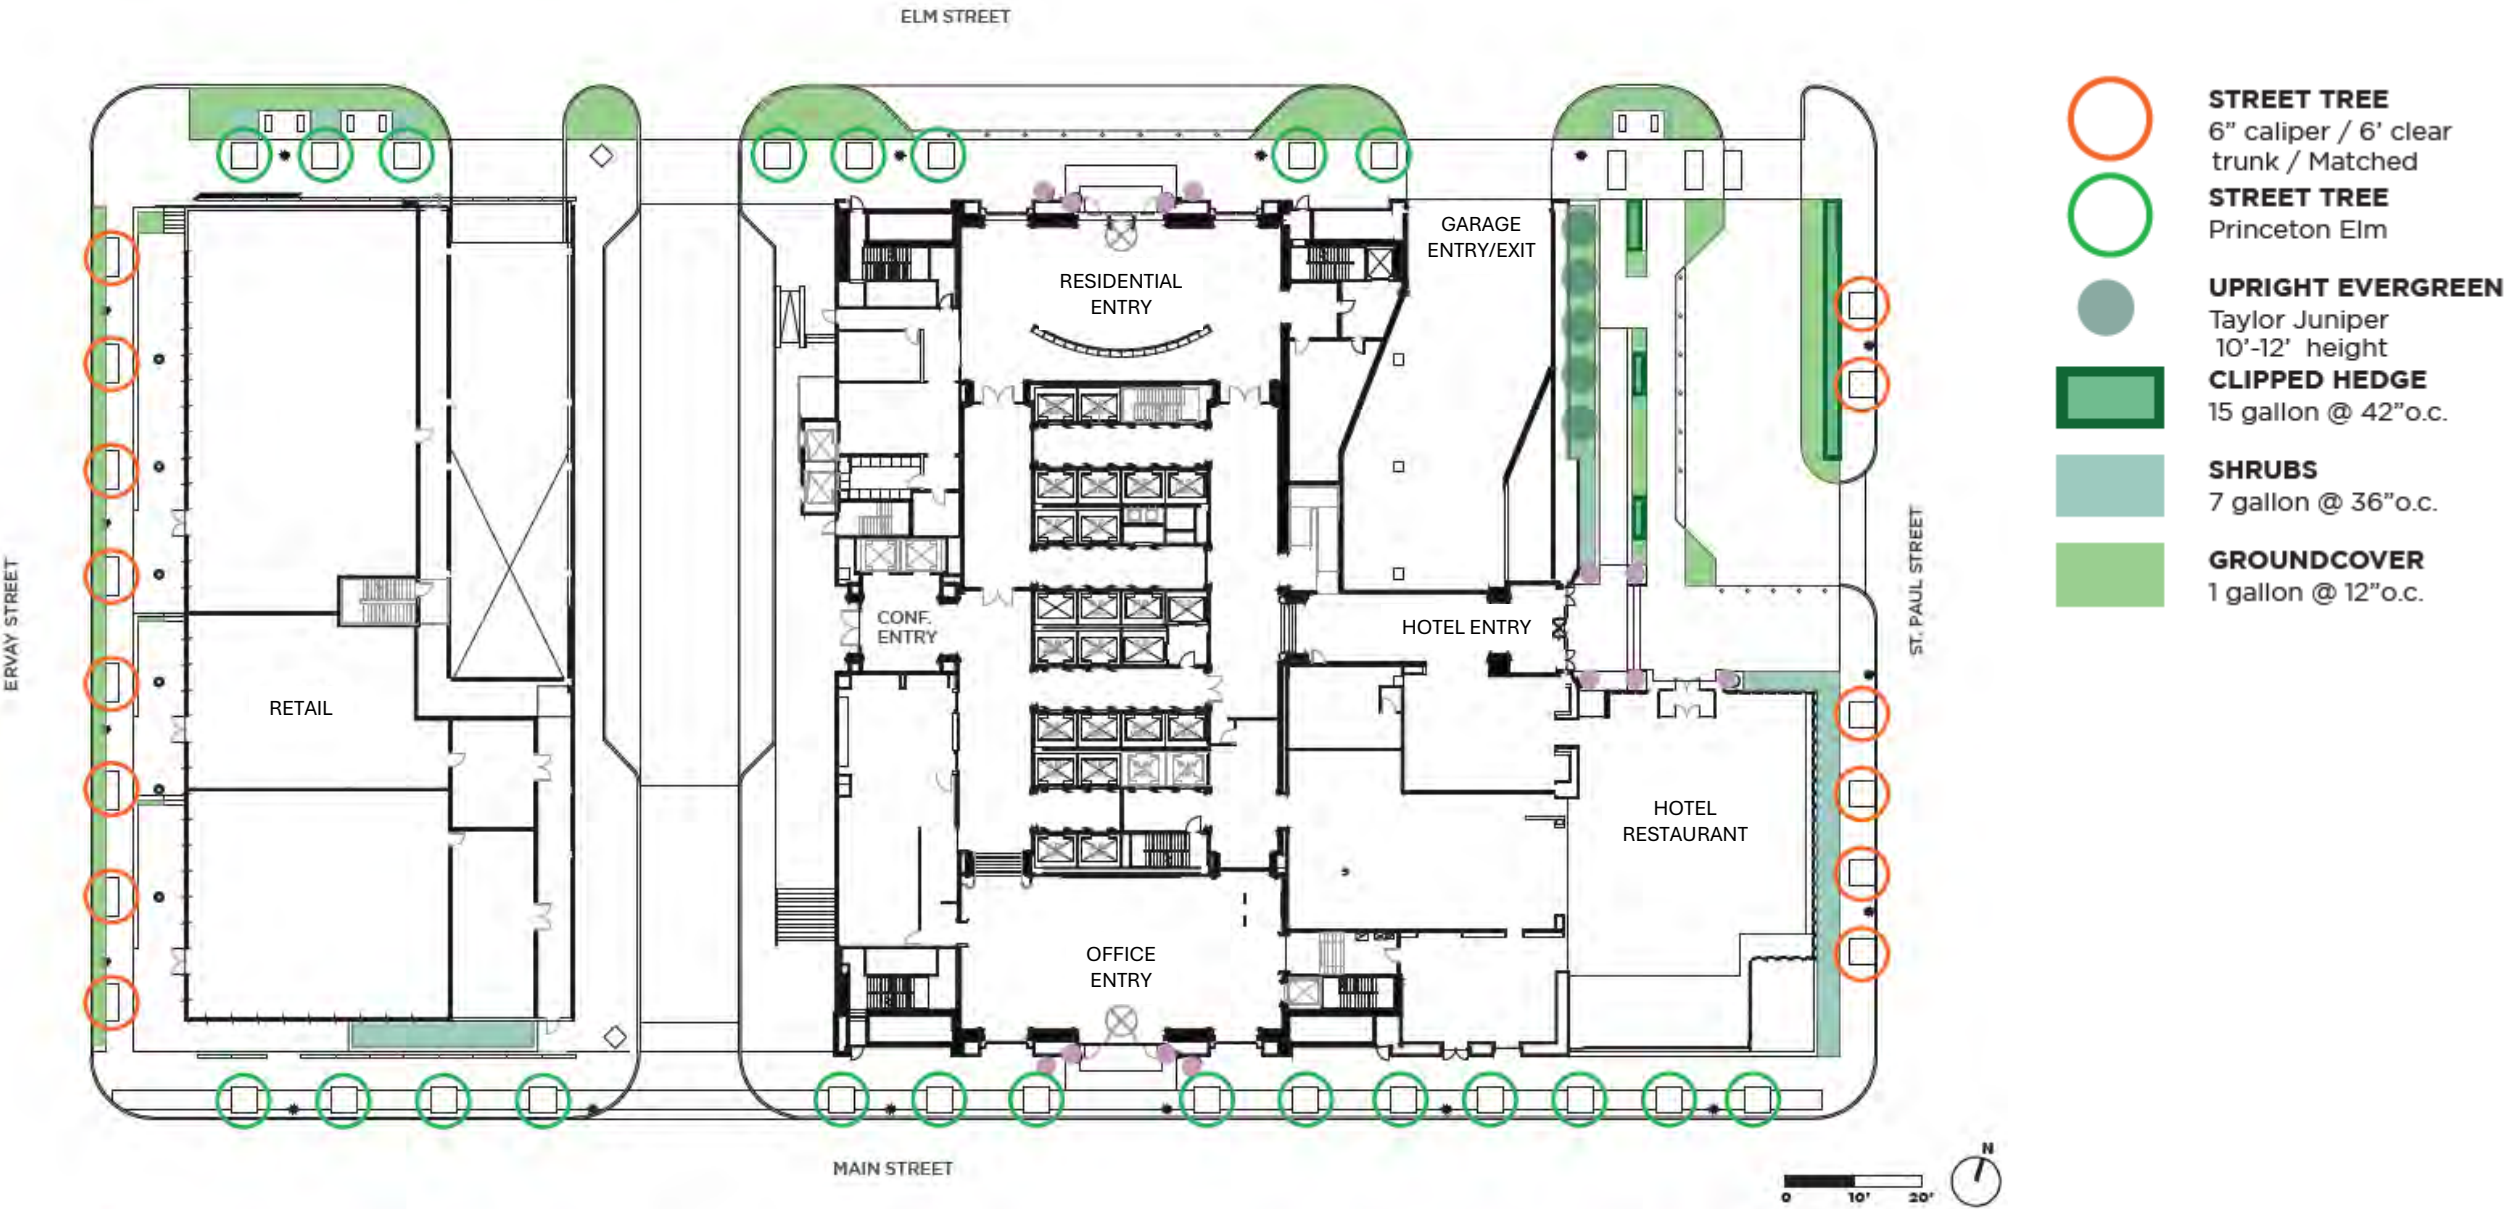 ELM STREET
STREET TREE
6” caliper / 6’ clear
trunk / Matched
STREET TREE
Princeton Elm
UPRIGHT EVERGREEN
Taylor Juniper
10’-12’ height
CLIPPED HEDGE
15 gallon @ 42”o.c.
SHRUBS
7 gallon @ 36”o.c.
GROUNDCOVER
1 gallon @ 12”o.c.
GARAGE
ENTRY/EXIT
RESIDENTIAL
ENTRY
CONF.
ENTRY
HOTEL ENTRY
ERVAY STREET
ST. PAUL STREET
RETAIL
HOTEL
RESTAURANT
OFFICE
ENTRY
MAIN STREET
N
0 10' 20'